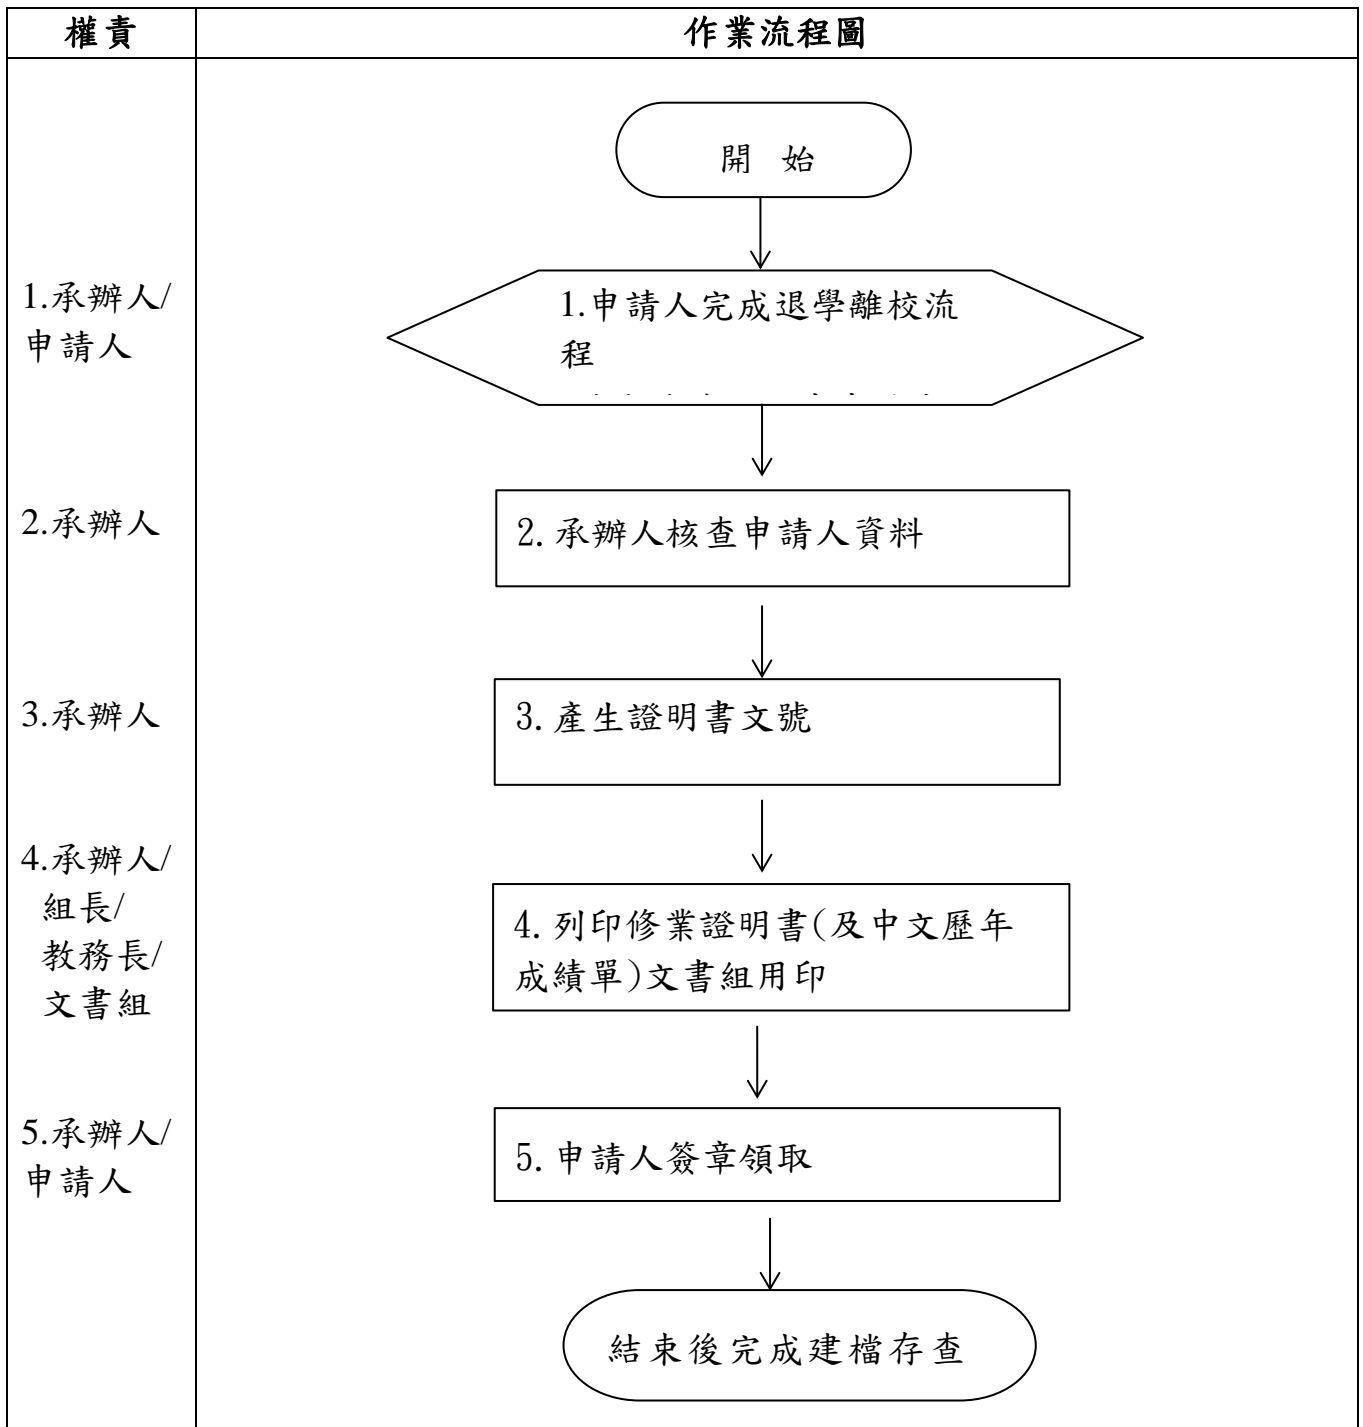 權責
作業流程圖
開 始
1.承辦人/
申請人
1.申請人完成退學離校流
程
2.承辦人
2.承辦人核查申請人資料
3.承辦人
3.產生證明書文號
4.承辦人/
組長/
教務長/
文書組
4.列印修業證明書(及中文歷年
成績單)文書組用印
5.承辦人/
申請人
5.申請人簽章領取
結束後完成建檔存查